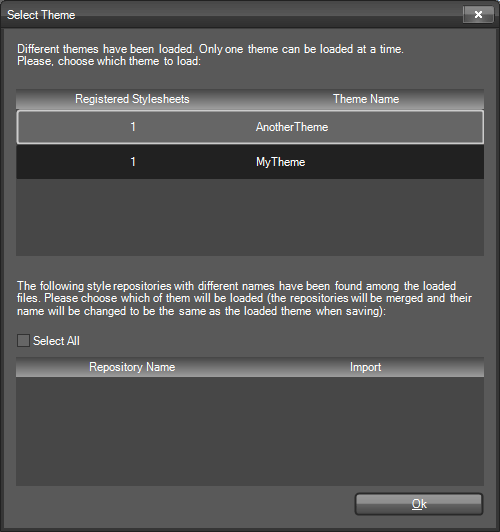 Select Theme
Different themes have been loaded. Only one theme can be loaded at a time.
Please, choose which theme to load:
Registered Stylesheets Theme Name
1 AnotherTheme
1 MyTheme
The following style repositories with different names have been found among the loaded
files. Please choose which of them will be loaded (the repositories will be merged and their
name will be changed to be the same as the loaded theme when saving):
Select All
Repository Name Import
Ok